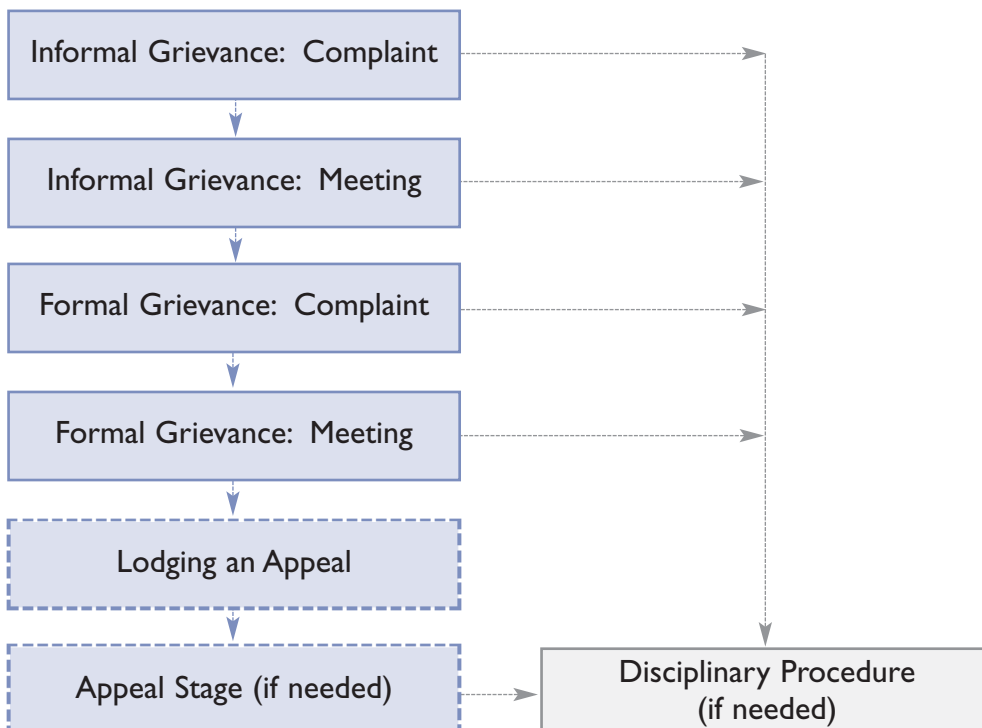 Informal Grievance: Complaint
Informal Grievance: Meeting
Formal Grievance: Complaint
Formal Grievance: Meeting
Lodging an Appeal
Appeal Stage (if needed)
Disciplinary Procedure
(if needed)